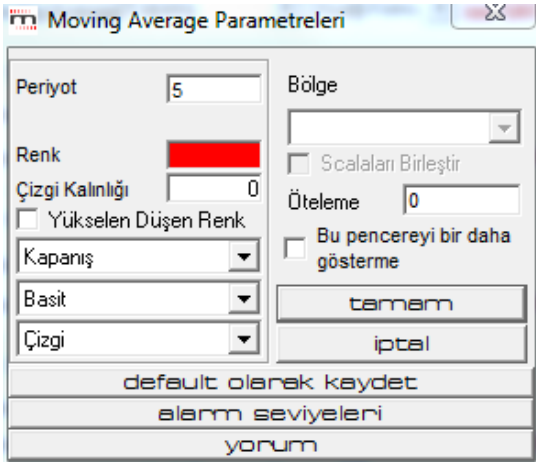 Moving Average Parametreleri
Periyot
5
Renk
Çizgi Kalınlığı
0
Yükselen Düşen Renk
Kapanış
Basit
Çizgi
Bölge
Scalaları Birleştir
Öteleme
0
Bu pencereyi bir daha
gösterme
tamam
iptal
default olarak kaydet
alarm seviyeleri
yorum